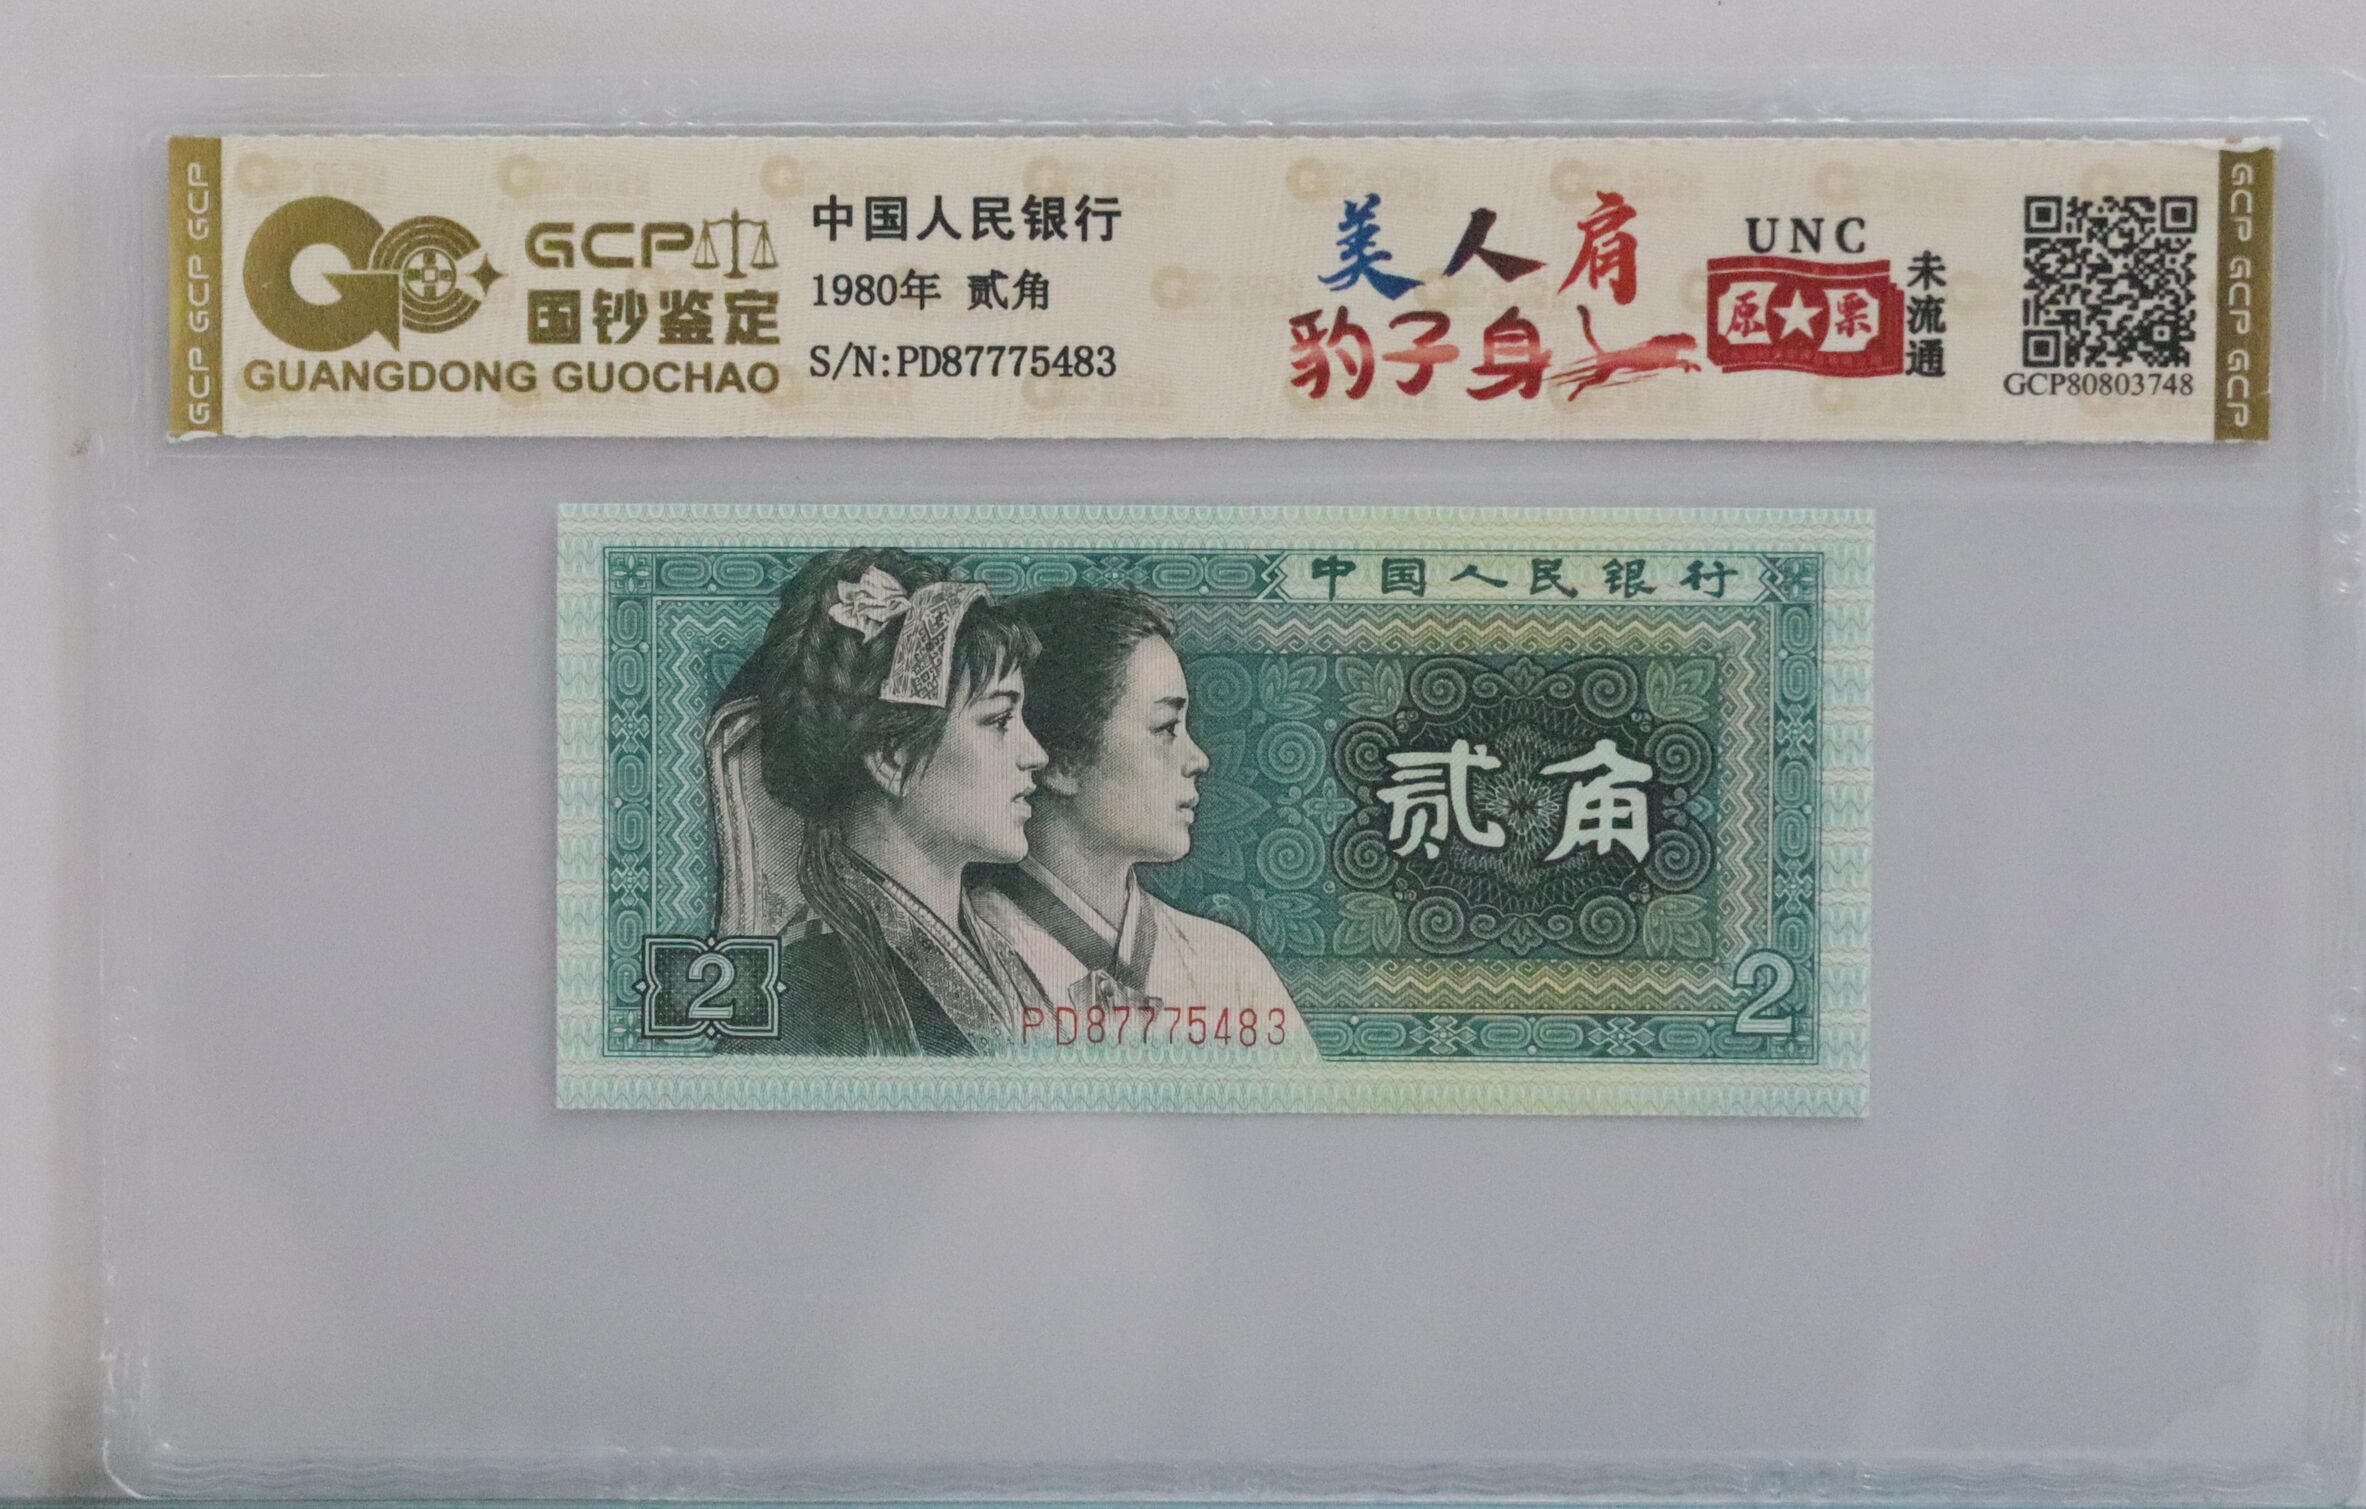 GCP GCP GCP
GCP
国钞鉴定
GUANGDONG GUOCHAO
中国人民银行
1980年 贰角
S/N:PD87775483
美人肩
豹子身
UNC
原★票
未流通
GCP80803748
GCP GCP GCP
中国人民银行
贰角
2
PD87775483
2